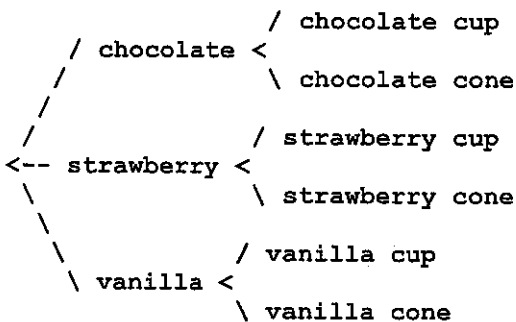 / chocolate cup
/ chocolate <
\ chocolate cone
/ strawberry cup
<-- strawberry <
\ strawberry cone
/ vanilla cup
\ vanilla <
\ vanilla cone